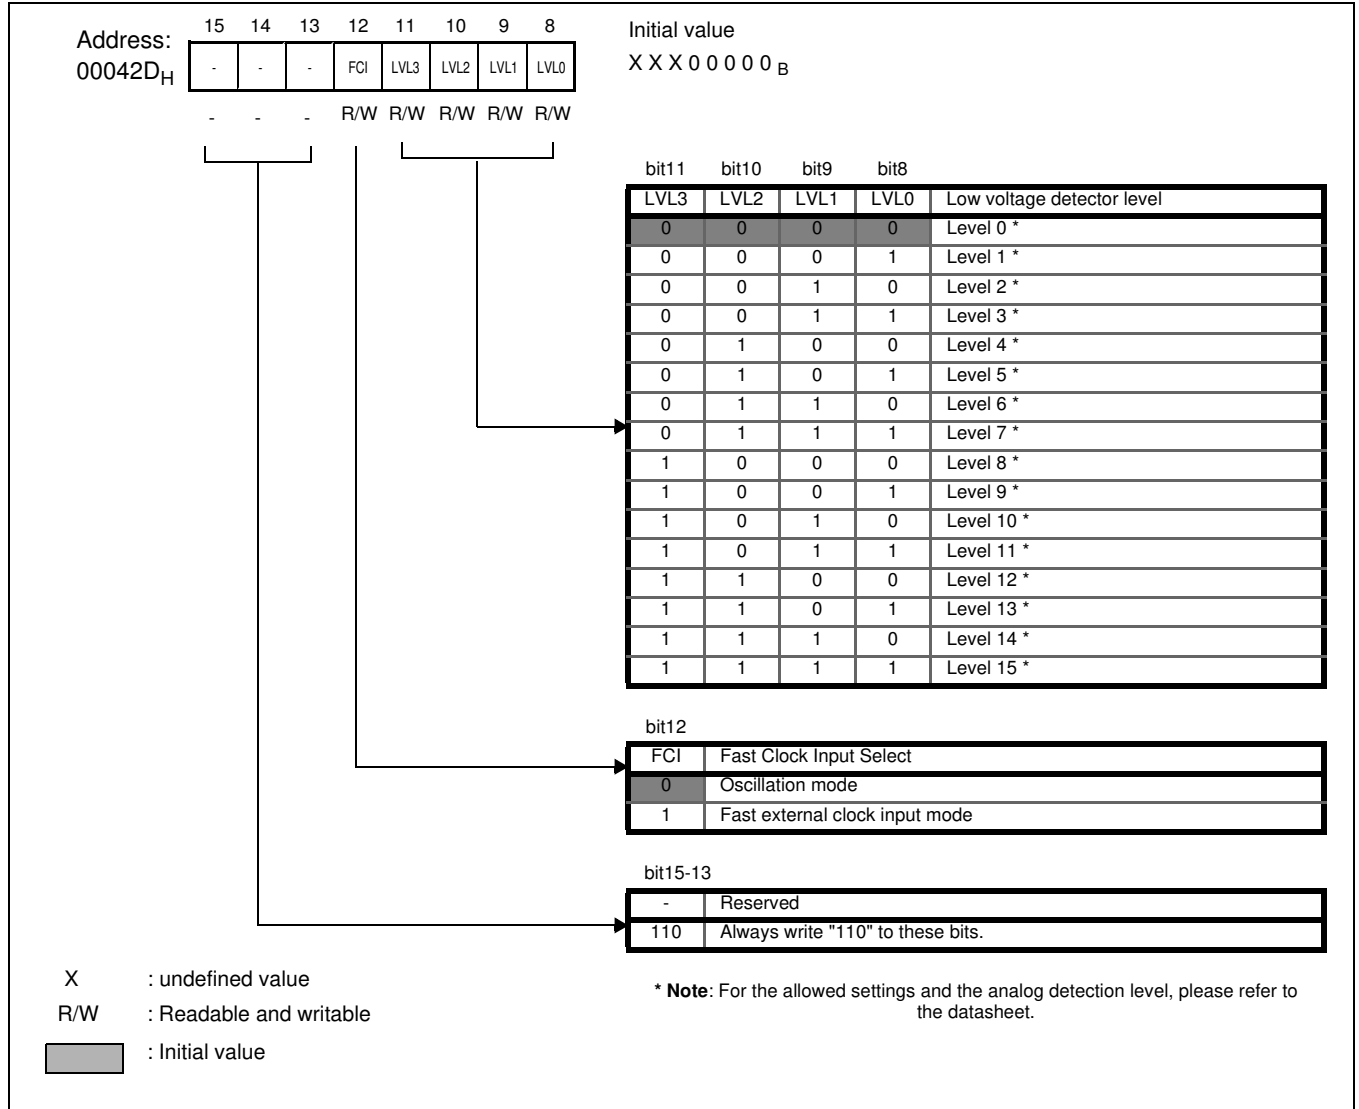 15 14 13 12 11 10 9 8
Initial value
Address:
00042DH
- - - FCI LVL3 LVL2 LVL1 LVL0
X X X 0 0 0 0 0 B
- - - R/W R/W R/W R/W R/W
bit11 bit10 bit9 bit8
LVL3 LVL2 LVL1 LVL0 Low voltage detector level
0 0 0 0 Level 0 *
0 0 0 1 Level 1 *
0 0 1 0 Level 2 *
0 0 1 1 Level 3 *
0 1 0 0 Level 4 *
0 1 0 1 Level 5 *
0 1 1 0 Level 6 *
0 1 1 1 Level 7 *
1 0 0 0 Level 8 *
1 0 0 1 Level 9 *
1 0 1 0 Level 10 *
1 0 1 1 Level 11 *
1 1 0 0 Level 12 *
1 1 0 1 Level 13 *
1 1 1 0 Level 14 *
1 1 1 1 Level 15 *
bit12
FCI Fast Clock Input Select
0 Oscillation mode
1 Fast external clock input mode
bit15-13
- Reserved
110 Always write "110" to these bits.
X : undefined value
R/W : Readable and writable
: Initial value
* Note: For the allowed settings and the analog detection level, please refer to
the datasheet.